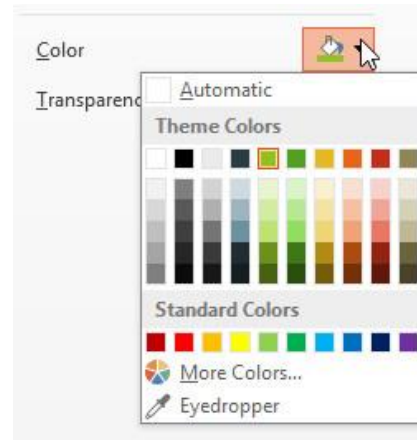 Color
Automatic
Transparenc
Theme Colors
Standard Colors
More Colors...
Eyedropper